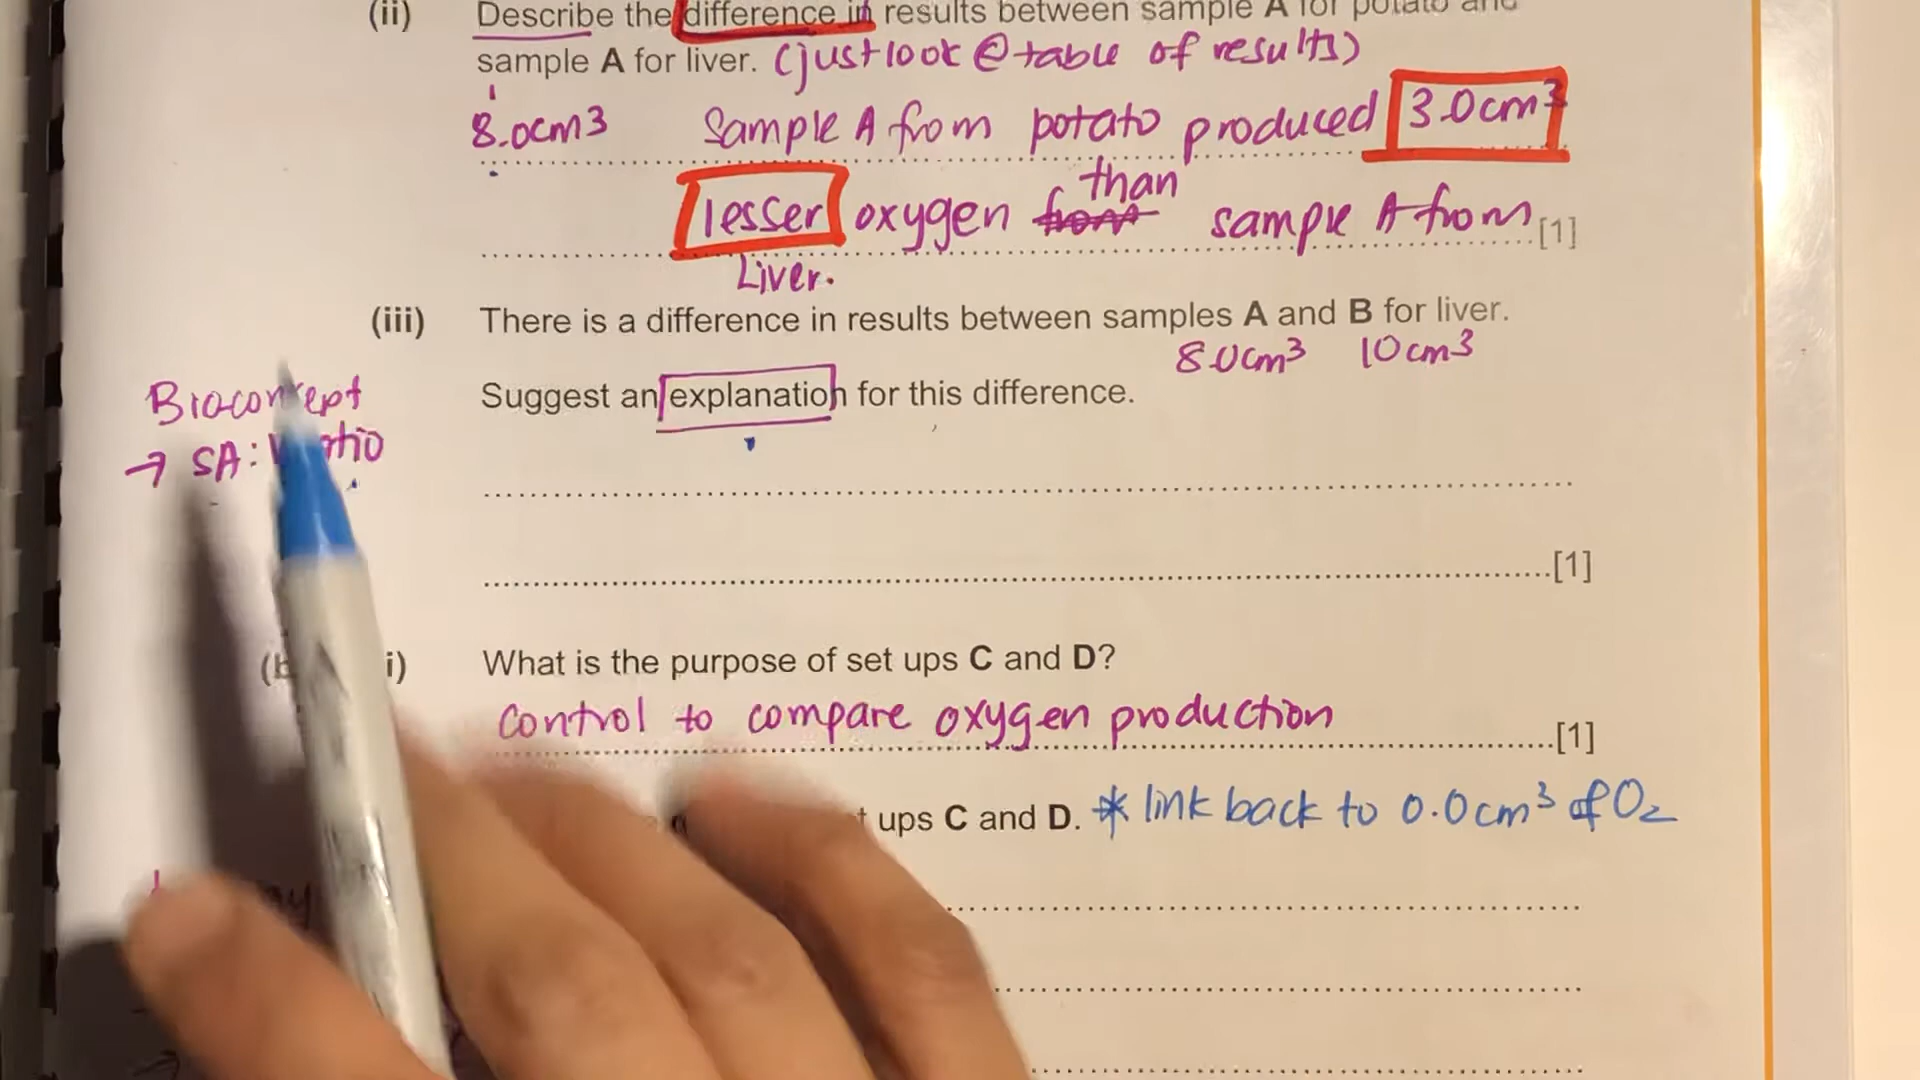 (ii) Describe the difference in results between sample A for potato and
sample A for liver. (just look @ table of results)
8.0cm3 Sample A from potato produced 3.0cm3
lesser oxygen than sample A from [1]
Liver.
(iii) There is a difference in results between samples A and B for liver.
8.0cm3 10cm3
Suggest an explanation for this difference.
Bioconcept
→ SA: ratio
[1]
i) What is the purpose of set ups C and D?
control to compare oxygen production
[1]
ups C and D. * link back to 0.0cm3 of O2